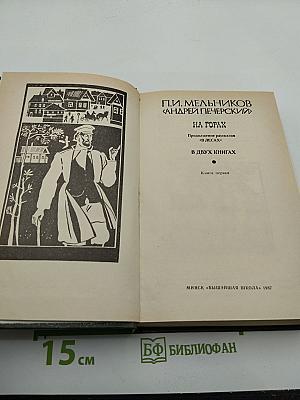 П.И. МЕЛЬНИКОВ
(АНДРЕЙ ПЕЧЕРСКИЙ)
НА ГОРАХ
Продолжение рассказов
«В ЛЕСАХ»
В ДВУХ КНИГАХ
Книга первая
МИНСК «ВЫШЭЙШАЯ ШКОЛА» 1987
15 см
БФ БИБЛИОФАН